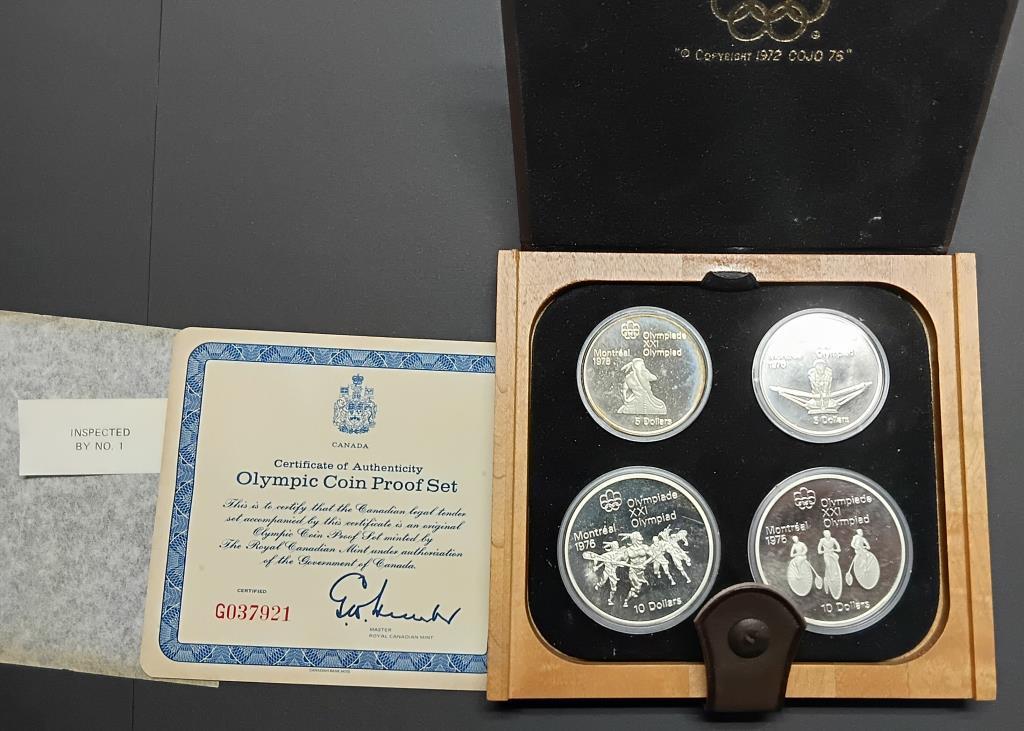 "© Copyright 1972 COJO 76"
INSPECTED
BY NO. 1
CANADA
Certificate of Authenticity
Olympic Coin Proof Set
This is to certify that the Canadian legal tender
set accompanied by this certificate is an original
Olympic Coin Proof Set minted by
The Royal Canadian Mint under authorisation
of the Government of Canada.
CERTIFIED
G037921
MASTER
ROYAL CANADIAN MINT
Olympiade
XXI
Olympiad
Montréal
1976
5 Dollars
Olympiad
1976
5 Dollars
Olympiade
XXI
Olympiad
Montréal
1976
10 Dollars
Olympiade
XXI
Olympiad
Montréal
1975
10 Dollars